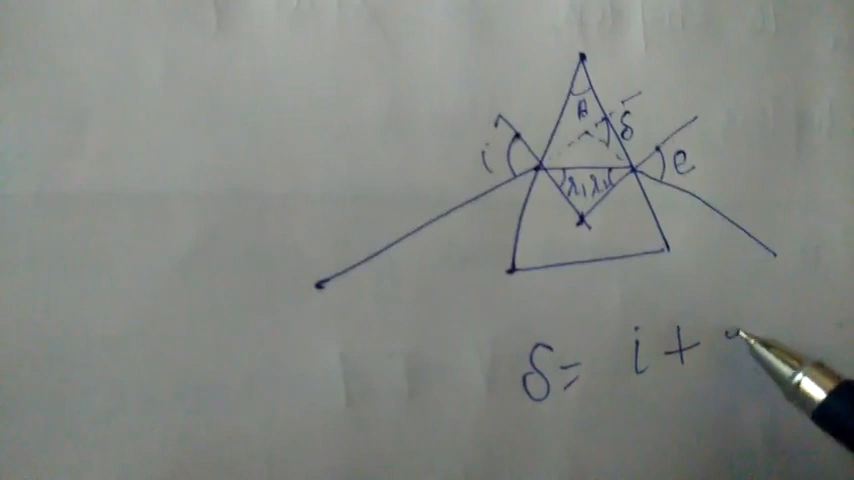 A
δ
i
e
r₁ r₂
δ = i +